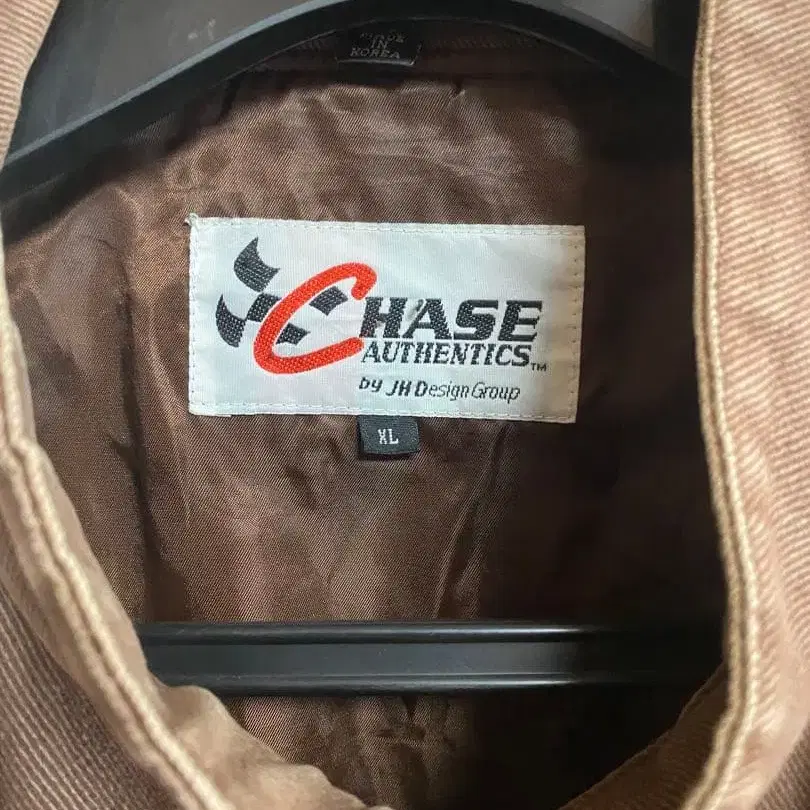 MADE
IN
KOREA
CHASE
AUTHENTICS™
by JH Design Group
XL